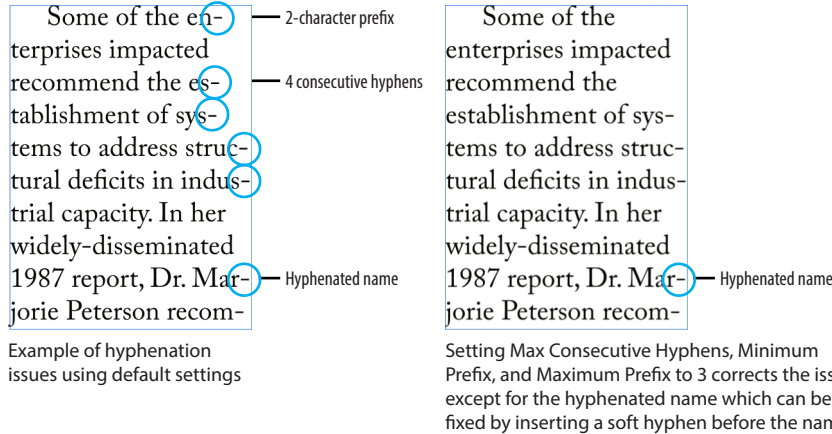 Some of the en-
terprises impacted
recommend the es-
tablishment of sys-
tems to address struc-
tural deficits in indus-
trial capacity. In her
widely-disseminated
1987 report, Dr. Mar-
jorie Peterson recom-
2-character prefix
4 consecutive hyphens
Hyphenated name
Example of hyphenation
issues using default settings
Some of the
enterprises impacted
recommend the
establishment of sys-
tems to address struc-
tural deficits in indus-
trial capacity. In her
widely-disseminated
1987 report, Dr. Mar-
jorie Peterson recom-
Hyphenated name
Setting Max Consecutive Hyphens, Minimum
Prefix, and Maximum Prefix to 3 corrects the
except for the hyphenated name which can be
fixed by inserting a soft hyphen before the